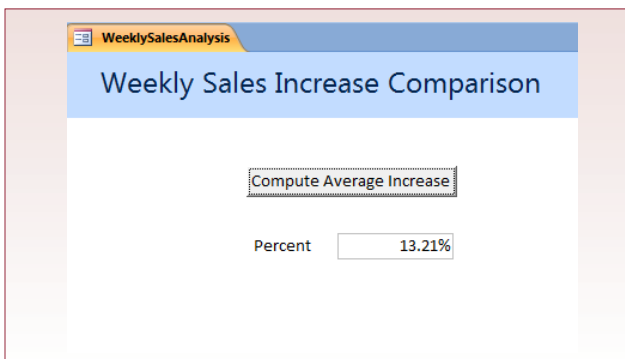 WeeklySalesAnalysis
Weekly Sales Increase Comparison
Compute Average Increase
Percent 13.21%